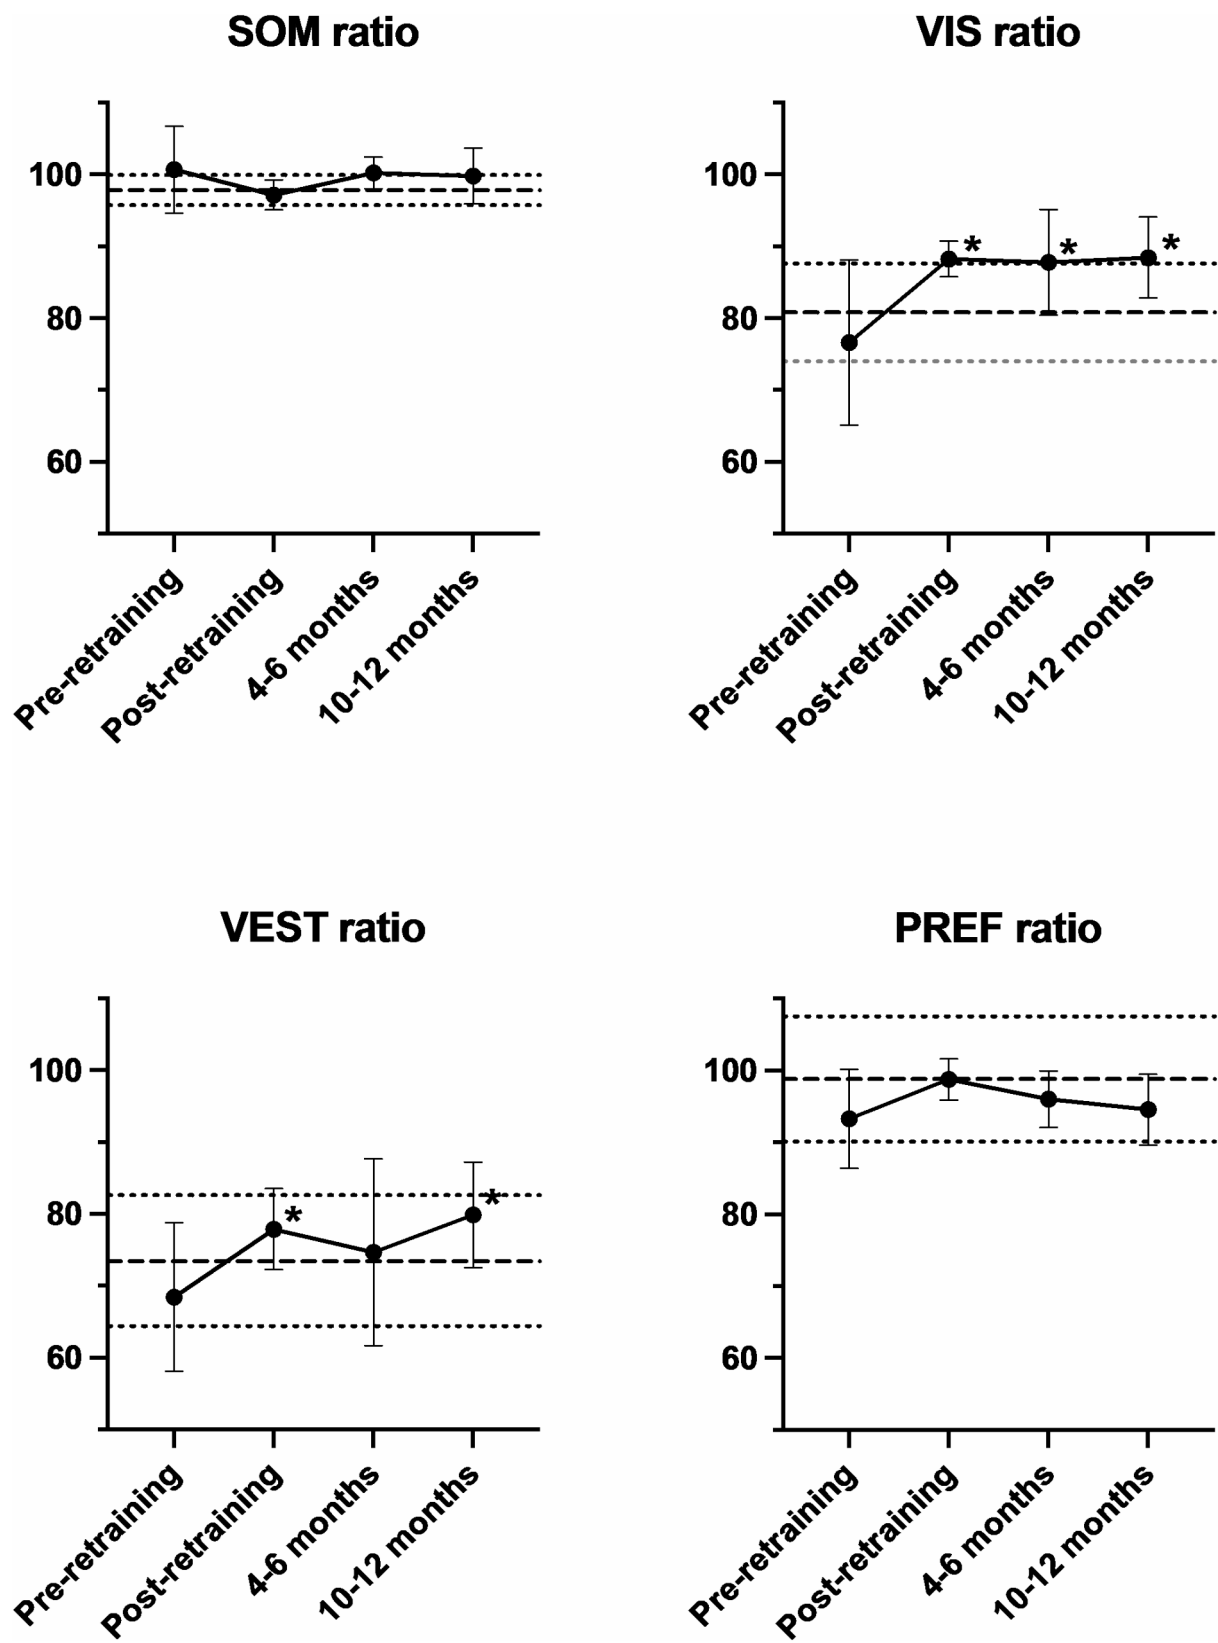 SOM ratio
100
80
60
Pre-retraining
Post-retraining
4-6 months
10-12 months
VIS ratio
100
80
60
*
*
*
Pre-retraining
Post-retraining
4-6 months
10-12 months
VEST ratio
100
80
60
*
*
Pre-retraining
Post-retraining
4-6 months
10-12 months
PREF ratio
100
80
60
Pre-retraining
Post-retraining
4-6 months
10-12 months